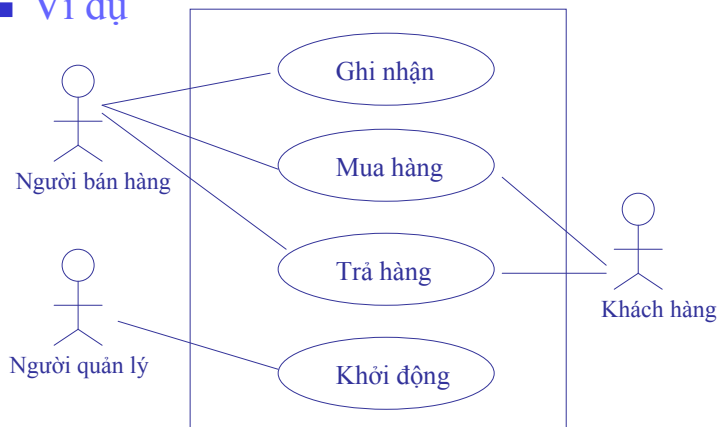 Ví dụ
Ghi nhận
Mua hàng
Người bán hàng
Trả hàng
Khách hàng
Người quản lý
Khởi động